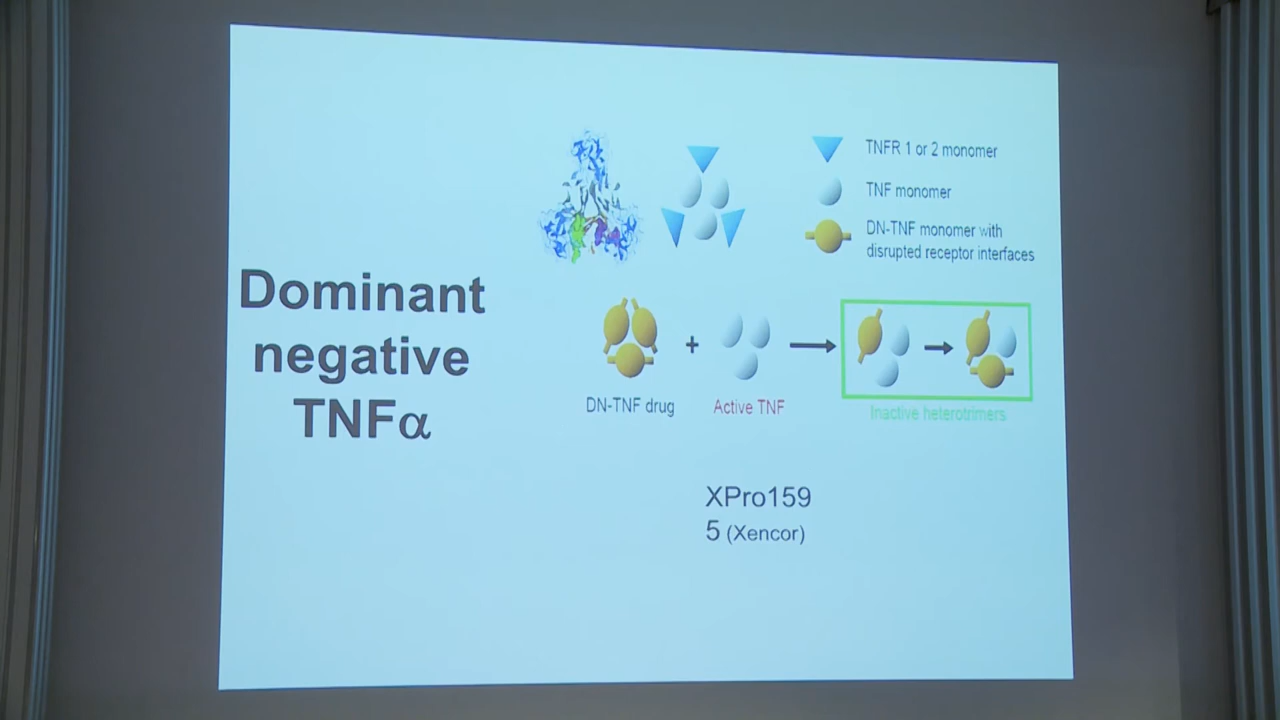 Dominant
negative
TNFα
TNFR 1 or 2 monomer
TNF monomer
DN-TNF monomer with
disrupted receptor interfaces
+
DN-TNF drug
Active TNF
Inactive heterotrimers
XPro159
5 (Xencor)